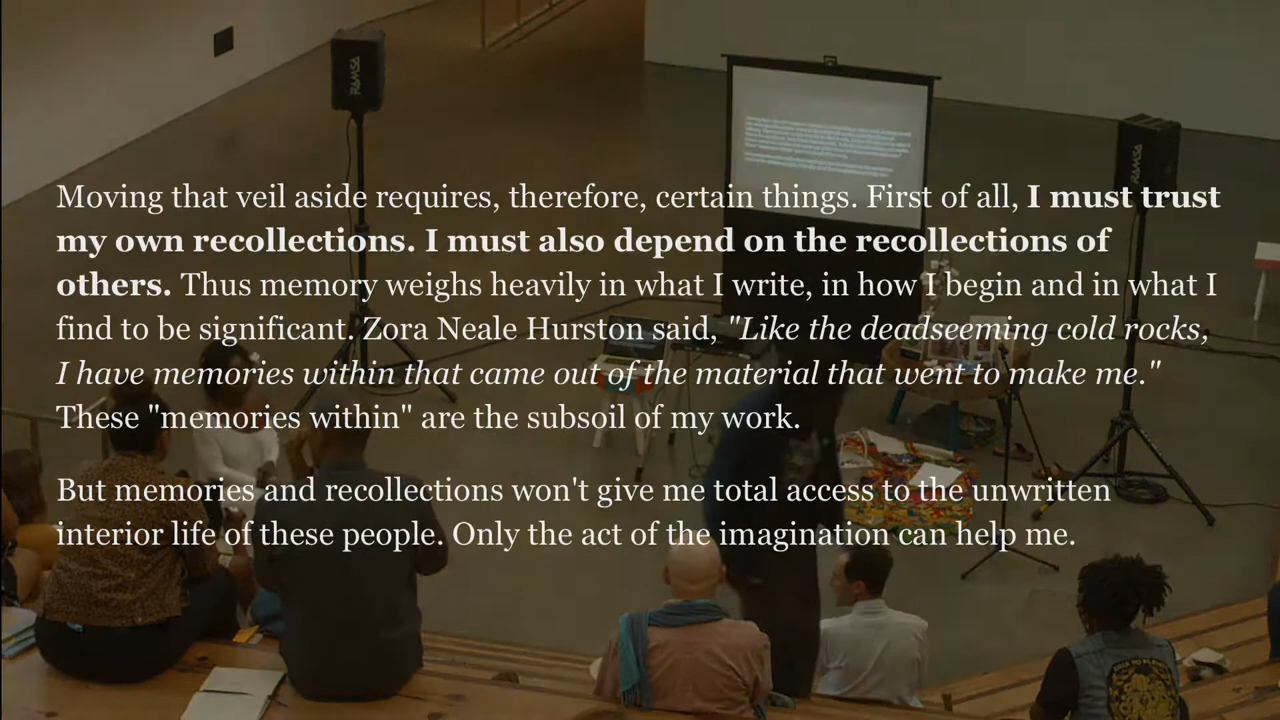 RAMSA
RAMSA
Moving that veil aside requires, therefore, certain things. First of all, I must trust
my own recollections. I must also depend on the recollections of
others. Thus memory weighs heavily in what I write, in how I begin and in what I
find to be significant. Zora Neale Hurston said, "Like the deadseeming cold rocks,
I have memories within that came out of the material that went to make me."
These "memories within" are the subsoil of my work.
But memories and recollections won't give me total access to the unwritten
interior life of these people. Only the act of the imagination can help me.